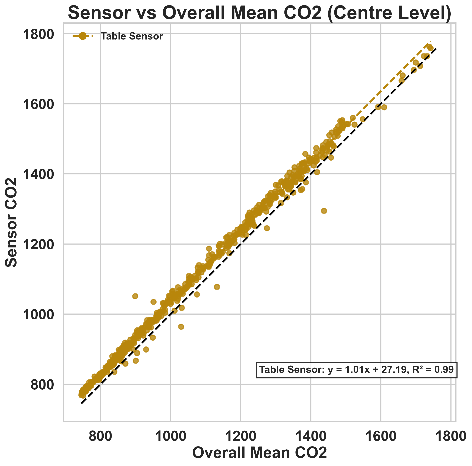 Sensor vs Overall Mean CO2 (Centre Level)
Table Sensor
1800
1600
1400
1200
1000
800
Sensor CO2
Table Sensor: y = 1.01x + 27.19, R² = 0.99
800 1000 1200 1400 1600 1800
Overall Mean CO2